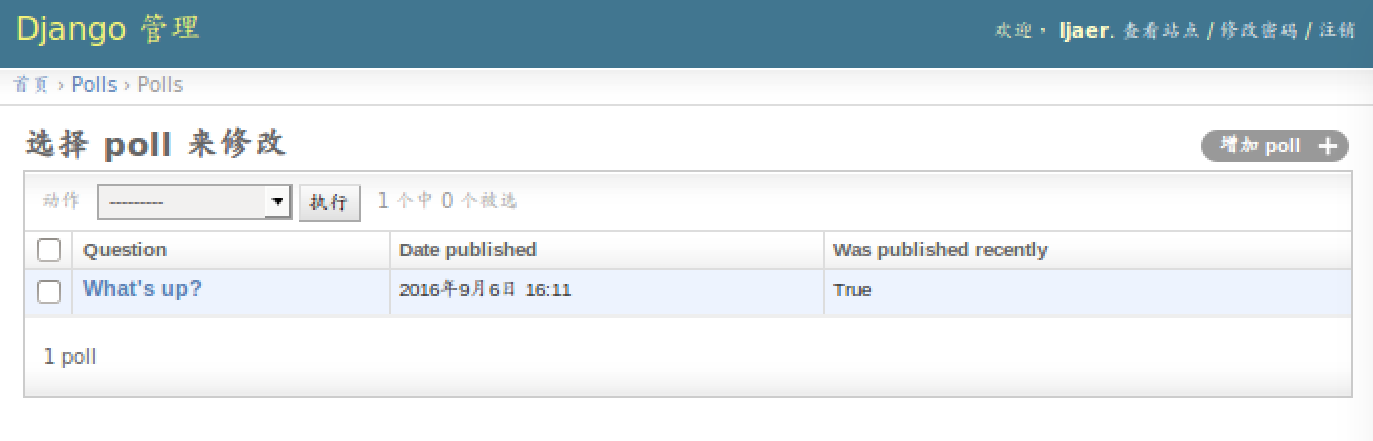 Django 管理
欢迎， ljaer. 查看站点 / 修改密码 / 注销
首页 › Polls › Polls
选择 poll 来修改
增加 poll +
动作 --------- 执行 1 个中 0 个被选
Question Date published Was published recently
What's up? 2016年9月6日 16:11 True
1 poll